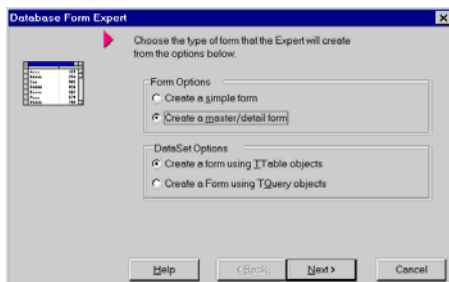 Database Form Expert
Choose the type of form that the Expert will create
from the options below.
Form Options
Create a simple form
Create a master/detail form
DataSet Options
Create a form using TTable objects
Create a Form using TQuery objects
Help
<Back
Next >
Cancel